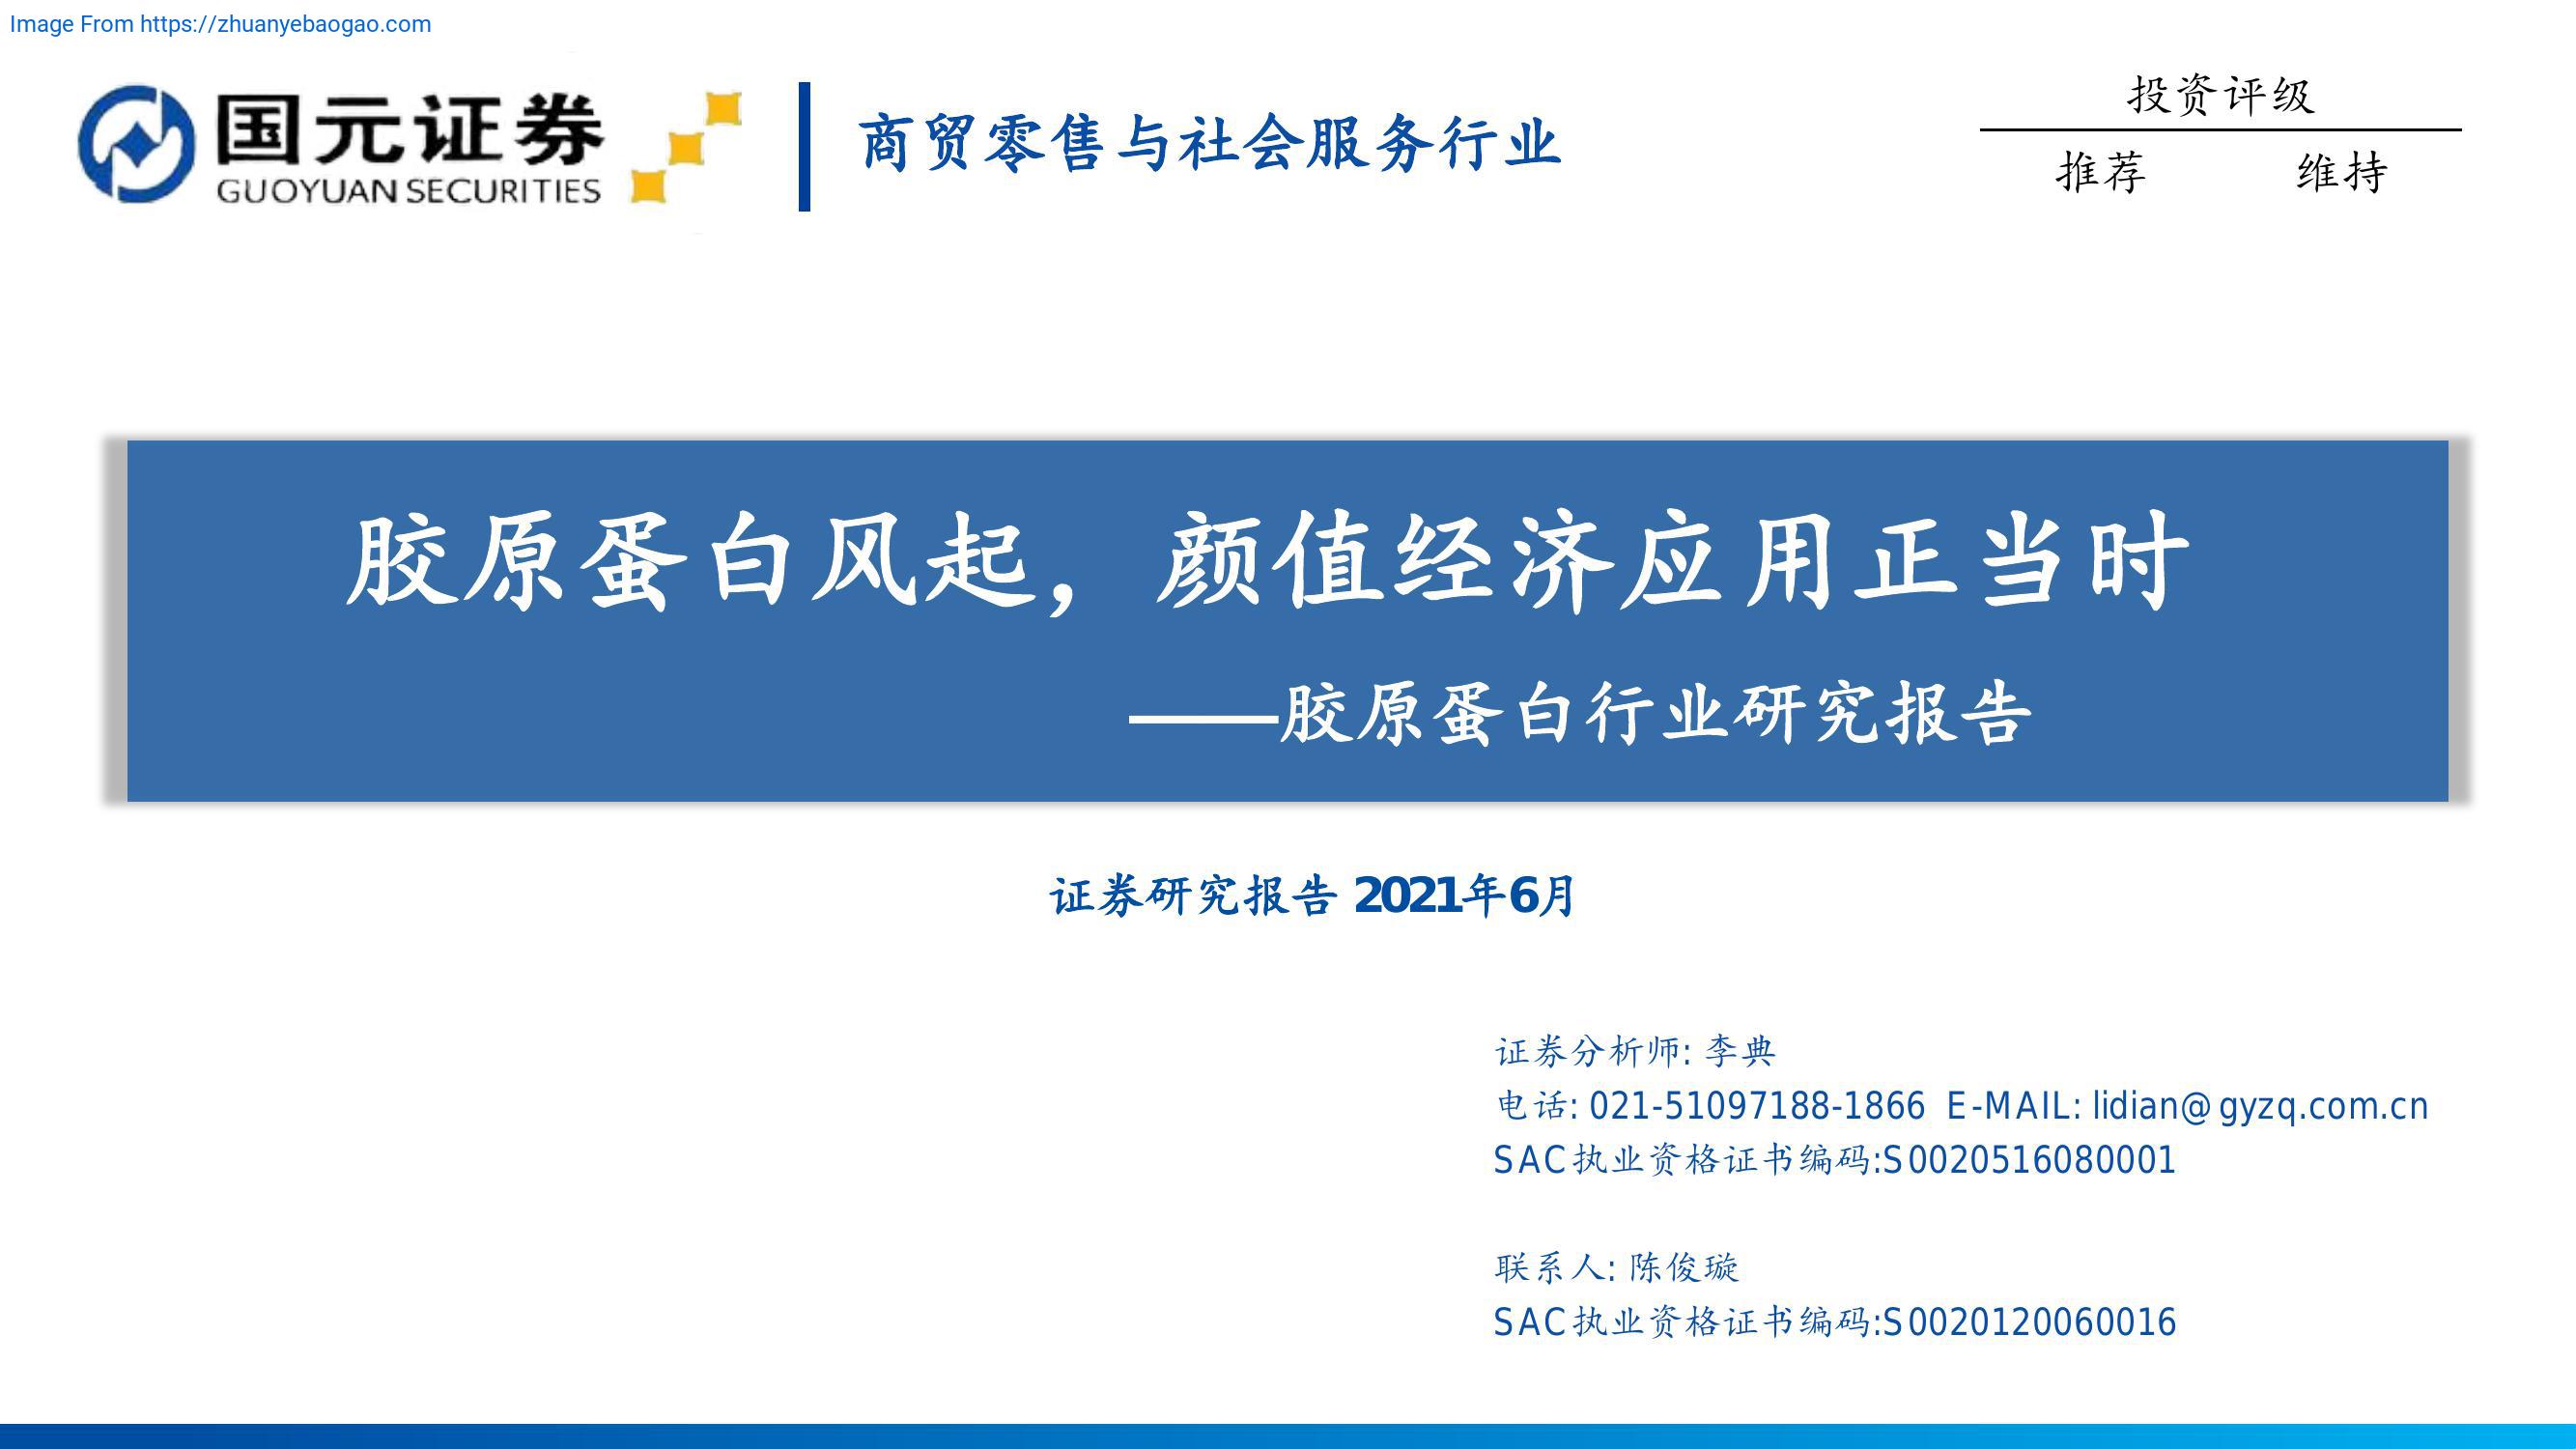 Image From https://zhuanyebaogao.com
国元证券
GUOYUAN SECURITIES
商贸零售与社会服务行业
投资评级
推荐 维持
胶原蛋白风起，颜值经济应用正当时
——胶原蛋白行业研究报告
证券研究报告 2021年6月
证券分析师: 李典
电话: 021-51097188-1866 E-MAIL: lidian@gyzq.com.cn
SAC执业资格证书编码:S0020516080001
联系人: 陈俊璇
SAC执业资格证书编码:S0020120060016